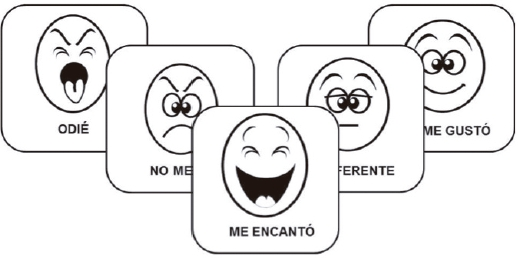 ODIÉ
NO ME
ME ENCANTÓ
FERENTE
ME GUSTÓ